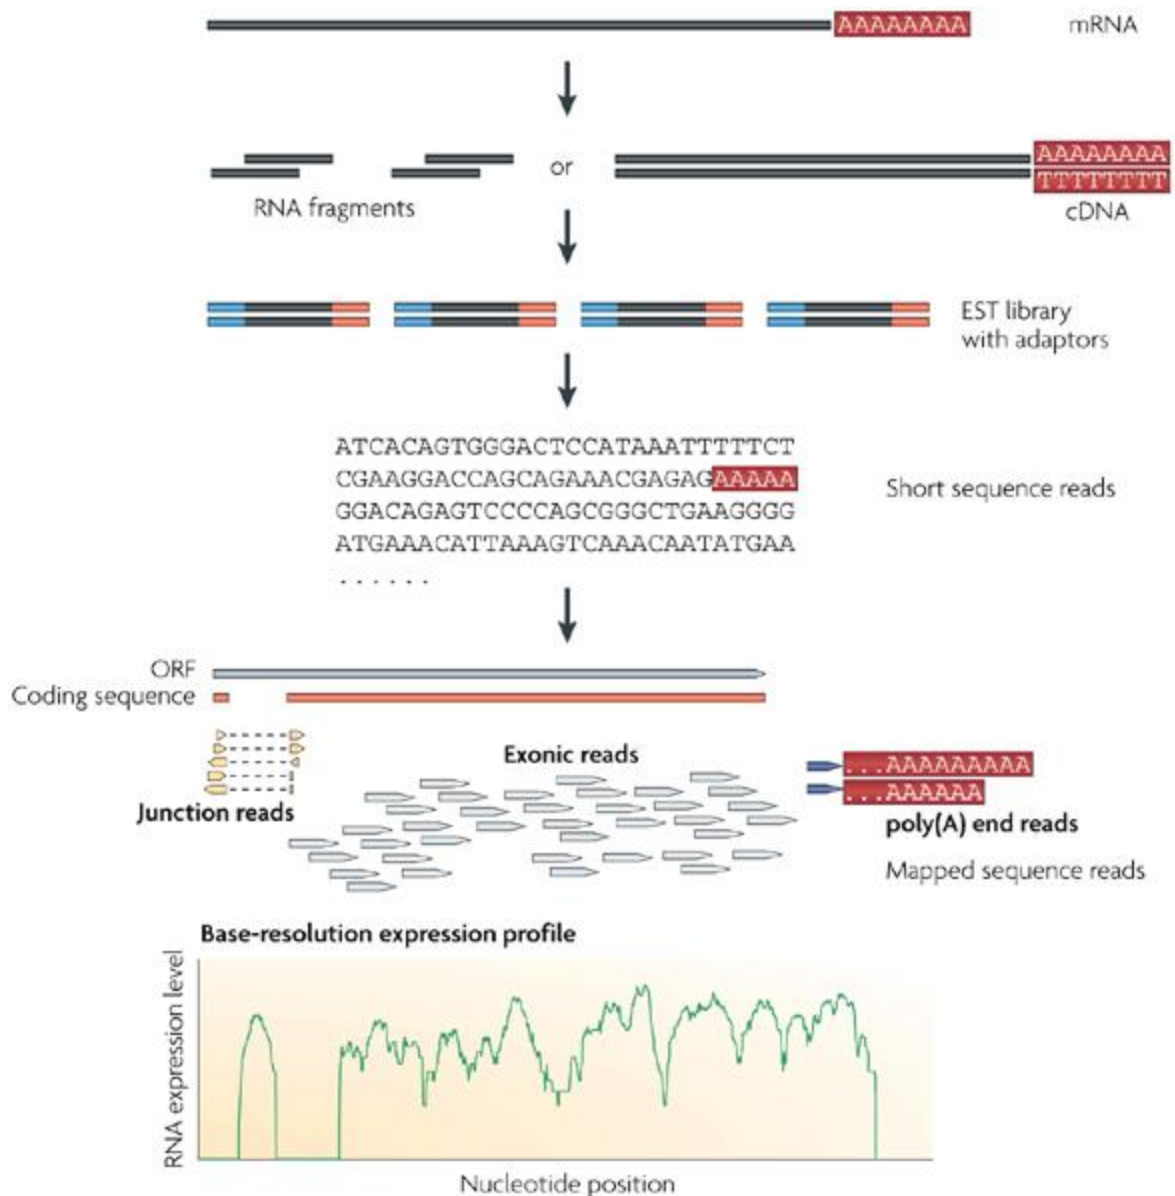 AAAAAAAA mRNA
or AAAAAAAA
TTTTTTTT
RNA fragments cDNA
EST library
with adaptors
ATCACAGTGGGACTCCATAAATTTTTCT
CGAAGGACCAGCAGAAACGAGAGAAAAA
GGACAGAGTCCCCAGCGGGCTGAAGGGG
ATGAAACATTAAAGTCAAACAATATGAA
......
Short sequence reads
ORF
Coding sequence
Junction reads
Exonic reads
...AAAAAAAAA
...AAAAAA
poly(A) end reads
Mapped sequence reads
Base-resolution expression profile
RNA expression level
Nucleotide position